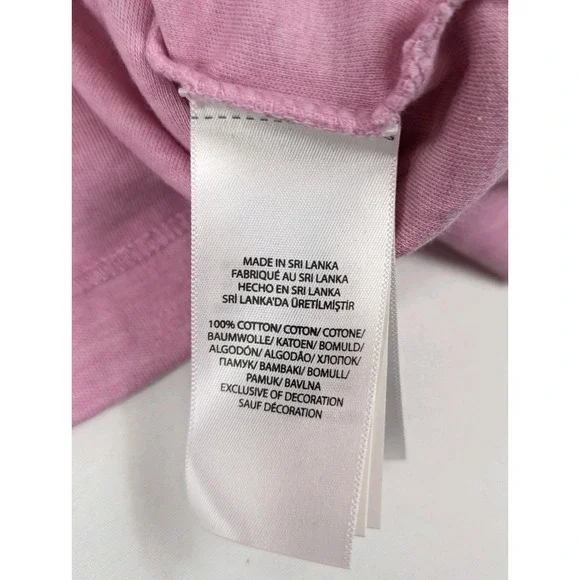 MADE IN SRI LANKA
FABRIQUÉ AU SRI LANKA
HECHO EN SRI LANKA
SRİ LANKA'DA ÜRETİLMİŞTİR
100% COTTON/ COTON/ COTONE/
BAUMWOLLE/ KATOEN/ BOMULD/
ALGODÓN/ ALGODÃO/ ХЛОПОК/
ПАМУК/ BAMBAKI/ BOMULL/
PAMUK/ BAVLNA
EXCLUSIVE OF DECORATION
SAUF DÉCORATION